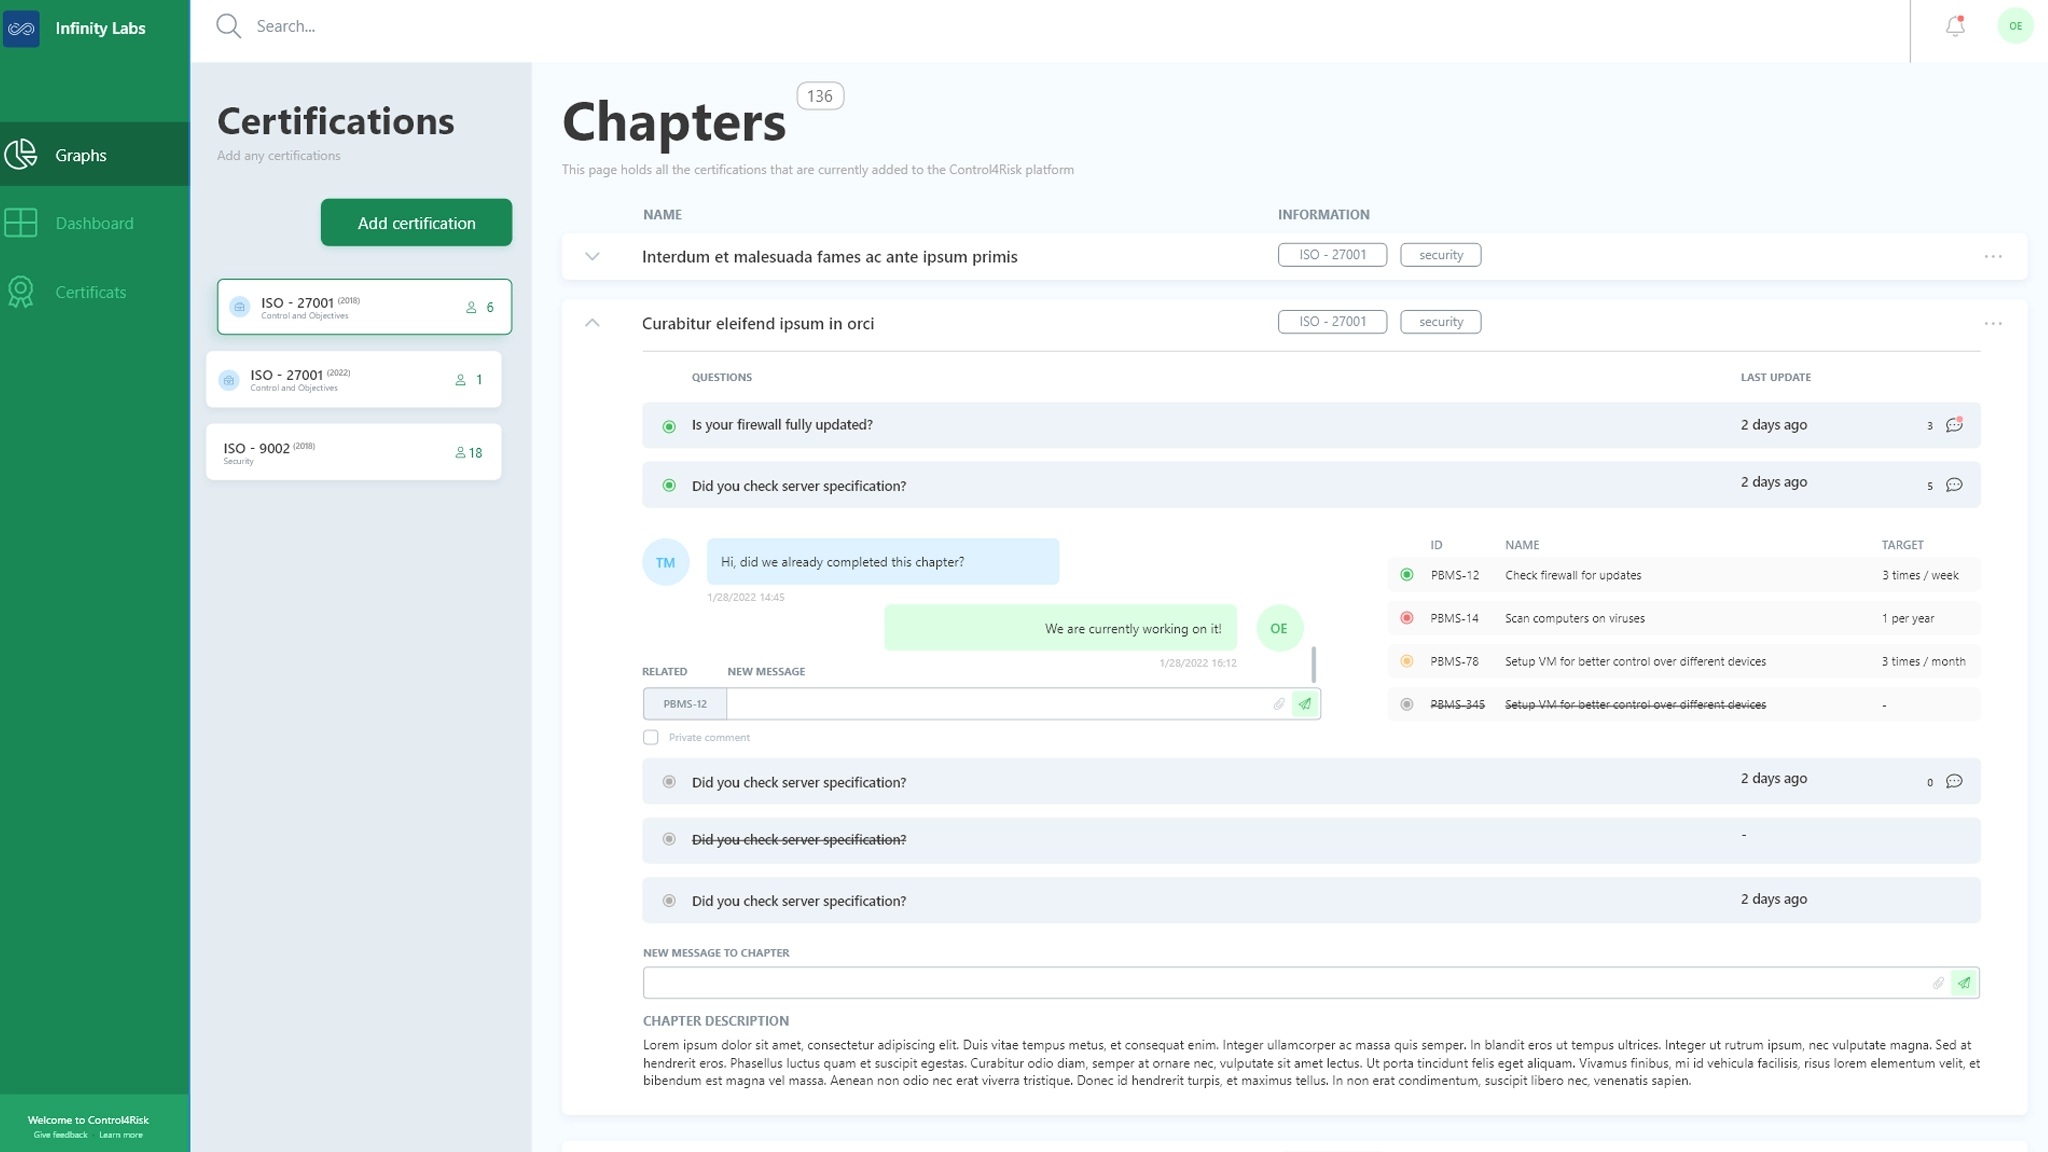 Infinity Labs
Search...
OE
Graphs
Dashboard
Certificats
Welcome to Control4Risk
Give feedback
Learn more
Certifications
Add any certifications
Add certification
ISO - 27001 (2018)
Control and Objectives
6
ISO - 27001 (2022)
Control and Objectives
1
ISO - 9002 (2018)
Security
18
Chapters
136
This page holds all the certifications that are currently added to the Control4Risk platform
NAME INFORMATION
Interdum et malesuada fames ac ante ipsum primis ISO - 27001 security
Curabitur eleifend ipsum in orci ISO - 27001 security
QUESTIONS LAST UPDATE
Is your firewall fully updated? 2 days ago 3
Did you check server specification? 2 days ago 5
TM
Hi, did we already completed this chapter?
1/28/2022 14:45
We are currently working on it!
OE
1/28/2022 16:12
RELATED NEW MESSAGE
PBMS-12
Private comment
ID NAME TARGET
PBMS-12 Check firewall for updates 3 times / week
PBMS-14 Scan computers on viruses 1 per year
PBMS-78 Setup VM for better control over different devices 3 times / month
PBMS-345 Setup VM for better control over different devices -
Did you check server specification? 2 days ago 0
Did you check server specification? -
Did you check server specification? 2 days ago
NEW MESSAGE TO CHAPTER
CHAPTER DESCRIPTION
Lorem ipsum dolor sit amet, consectetur adipiscing elit. Duis vitae tempus metus, et consequat enim. Integer ullamcorper ac massa quis semper. In blandit eros ut tempus ultrices. Integer ut rutrum ipsum, nec vulputate magna. Sed at
hendrerit eros. Phasellus luctus quam et suscipit egestas. Curabitur odio diam, semper at ornare nec, vulputate sit amet lectus. Ut porta tincidunt felis eget aliquam. Vivamus finibus, mi id vehicula facilisis, risus lorem elementum velit, et
bibendum est magna vel massa. Aenean non odio nec erat viverra tristique. Donec id hendrerit turpis, et maximus tellus. In non erat condimentum, suscipit libero nec, venenatis sapien.